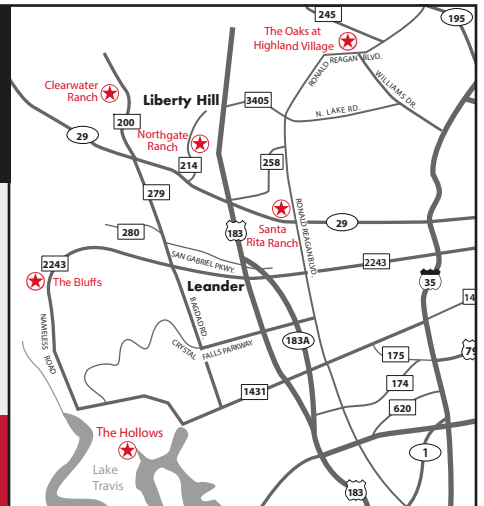 245
195
The Oaks at
Highland Village
RONALD REAGAN BLVD.
WILLIAMS DR.
Clearwater
Ranch
Liberty Hill
3405
N. LAKE RD.
200
29
Northgate
Ranch
214
258
279
Santa
Rita Ranch
RONALD REAGAN BLVD.
29
280
183
SAN GABRIEL PKWY.
2243
2243
The Bluffs
Leander
35
BAGDAD RD.
NAMELESS ROAD
CRYSTAL FALLS PARKWAY
183A
175
79
174
1431
620
The Hollows
1
Lake
Travis
183